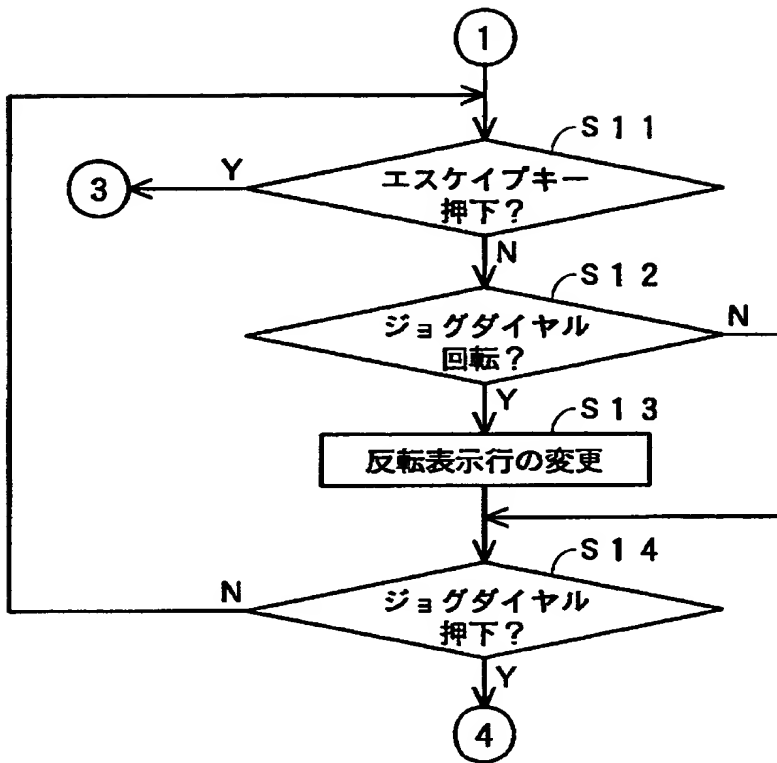 1
S11
エスケイプキー
押下?
Y
3
N
S12
ジョグダイヤル
回転?
N
Y
S13
反転表示行の変更
S14
ジョグダイヤル
押下?
N
Y
4